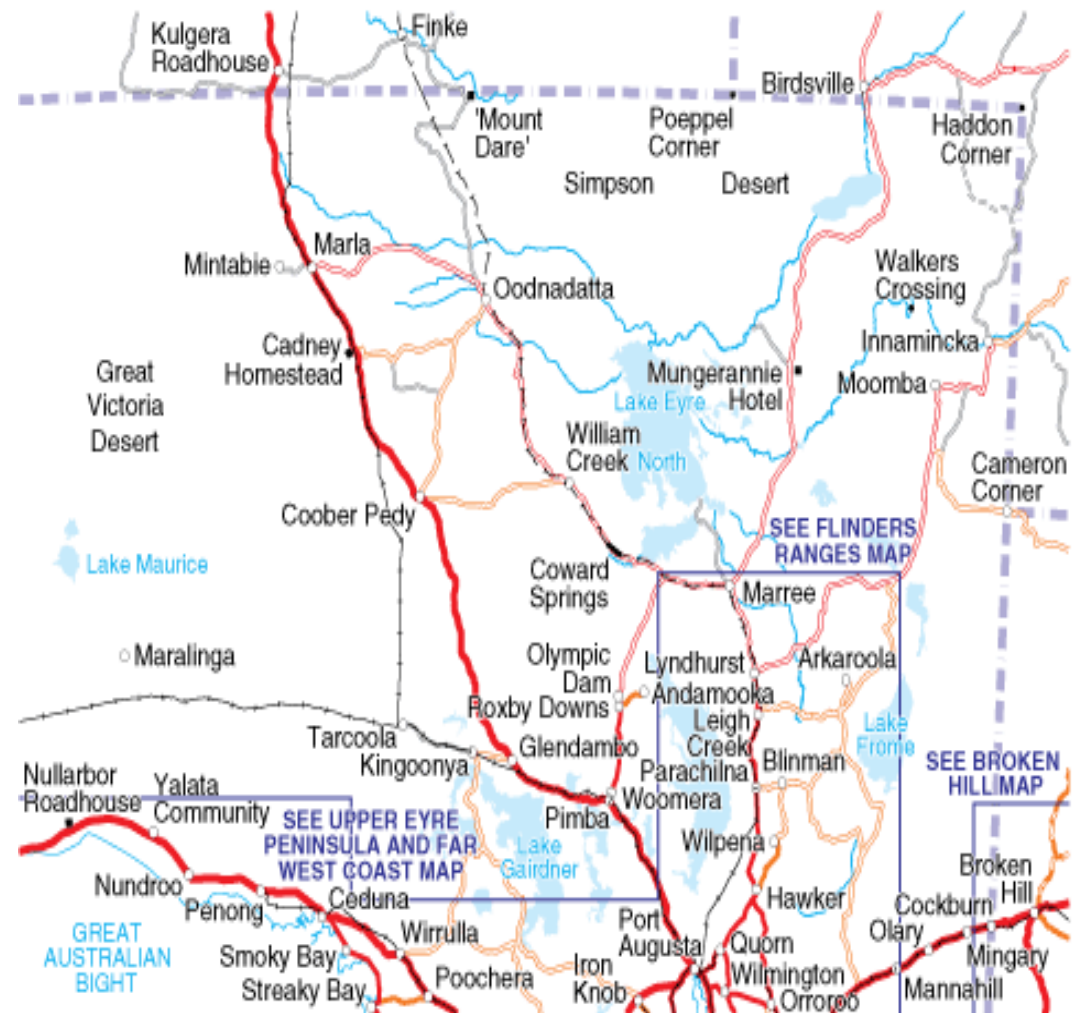 Finke
Kulgera
Roadhouse
Birdsville
'Mount
Dare'
Poeppel
Corner
Haddon
Corner
Simpson Desert
Marla
Mintabie
Walkers
Crossing
Oodnadatta
Innamincka
Cadney
Homestead
Great
Victoria
Desert
Mungerannie
Hotel
Moomba
Lake Eyre
North
William
Creek
Cameron
Corner
Coober Pedy
SEE FLINDERS
RANGES MAP
Lake Maurice
Coward
Springs
Marree
Maralinga
Olympic
Dam
Lyndhurst
Arkaroola
Andamooka
Roxby Downs
Leigh
Creek
Lake
Frome
Tarcoola
Glendambo
Kingoonya
Parachilna
Blinman
SEE BROKEN
HILL MAP
Nullarbor
Roadhouse
Yalata
Community
Woomera
Pimba
SEE UPPER EYRE
PENINSULA AND FAR
WEST COAST MAP
Lake
Gairdner
Wilpena
Broken
Hill
Nundroo
Penong
Ceduna
Hawker
Cockburn
Olary
Port
Augusta
GREAT
AUSTRALIAN
BIGHT
Wirrulla
Smoky Bay
Streaky Bay
Poochera
Iron
Knob
Quorn
Wilmington
Orroroo
Mingary
Mannahill